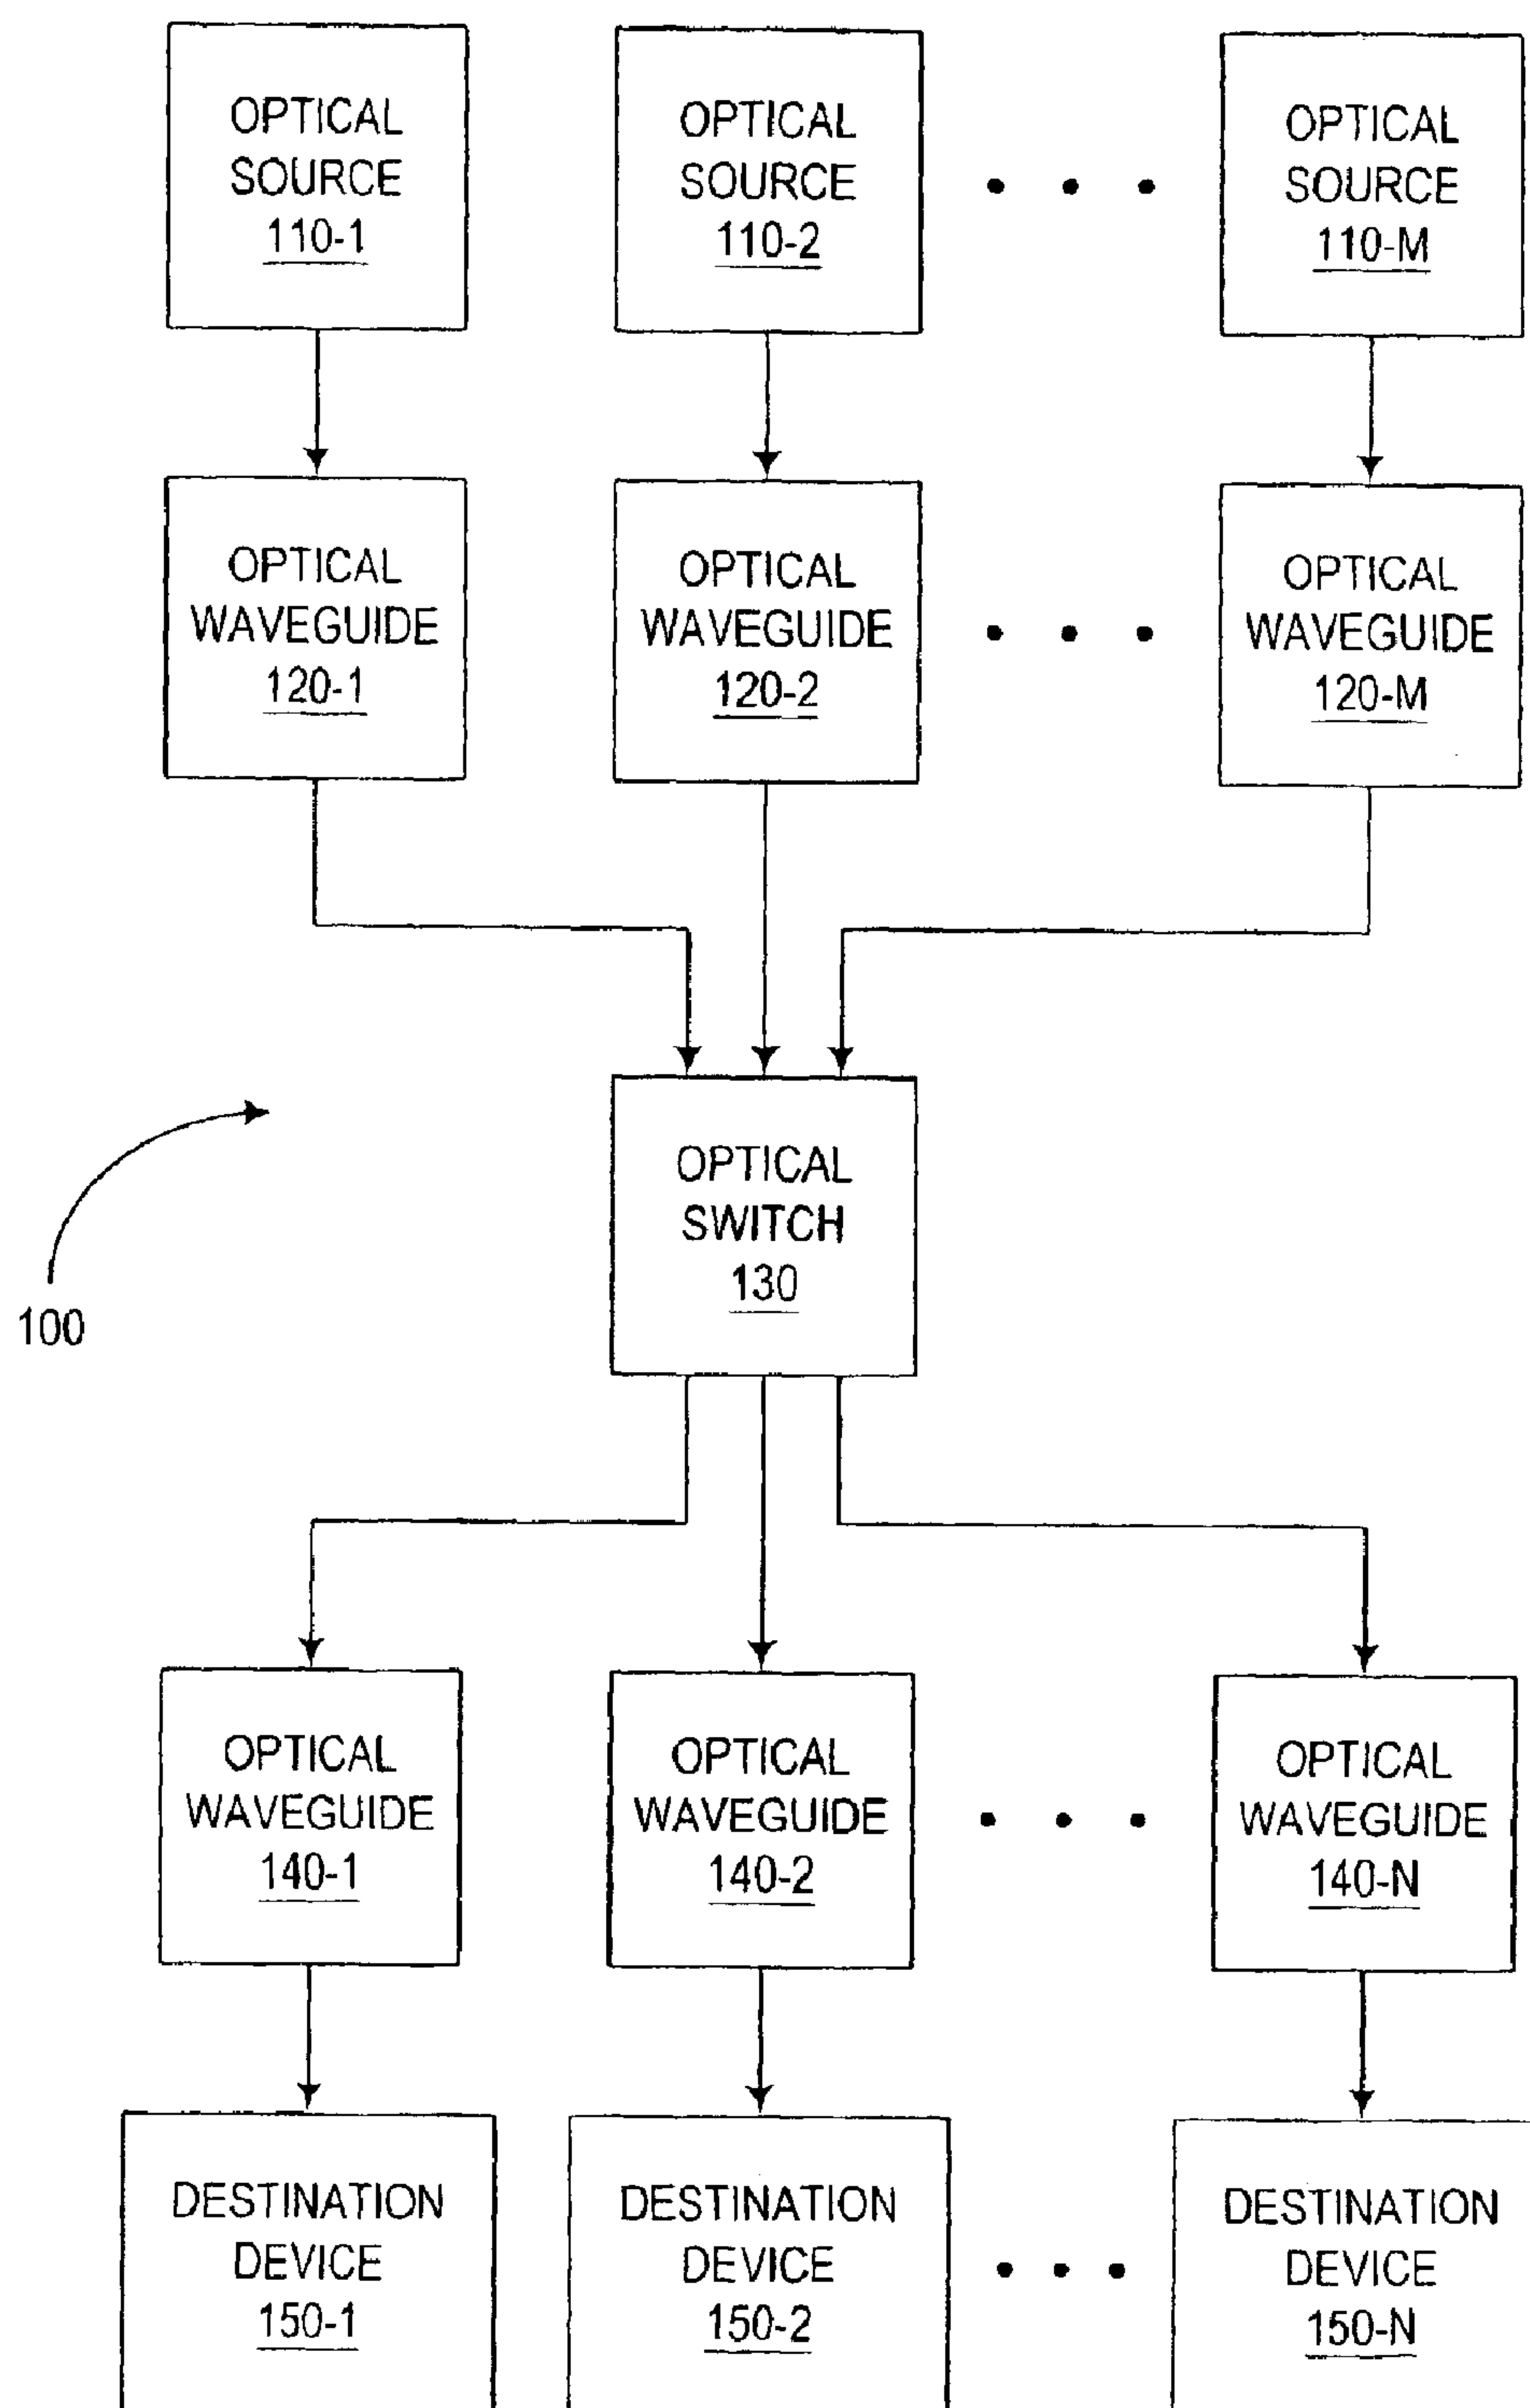 OPTICAL
SOURCE
110-1
OPTICAL
SOURCE
110-2
OPTICAL
SOURCE
110-M
OPTICAL
WAVEGUIDE
120-1
OPTICAL
WAVEGUIDE
120-2
OPTICAL
WAVEGUIDE
120-M
OPTICAL
SWITCH
130
100
OPTICAL
WAVEGUIDE
140-1
OPTICAL
WAVEGUIDE
140-2
OPTICAL
WAVEGUIDE
140-N
DESTINATION
DEVICE
150-1
DESTINATION
DEVICE
150-2
DESTINATION
DEVICE
150-N